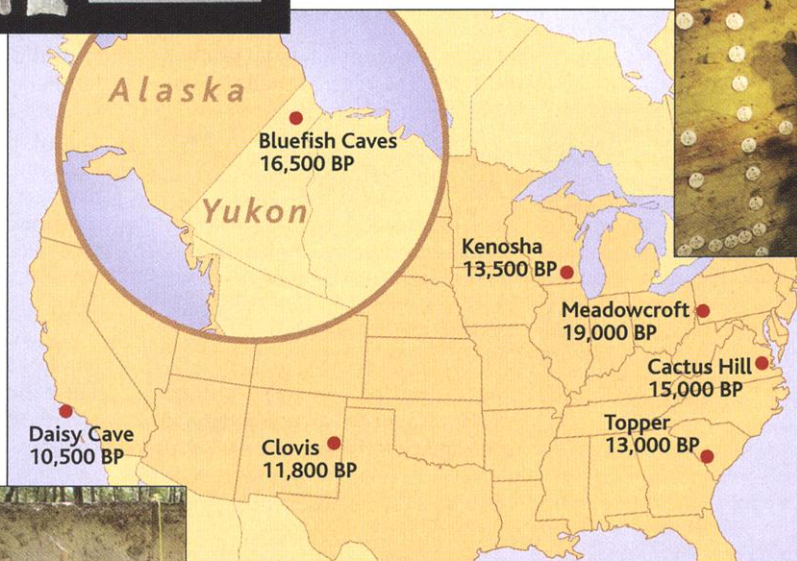 Alaska
Bluefish Caves
16,500 BP
Yukon
Kenosha
13,500 BP
Meadowcroft
19,000 BP
Cactus Hill
15,000 BP
Topper
13,000 BP
Daisy Cave
10,500 BP
Clovis
11,800 BP